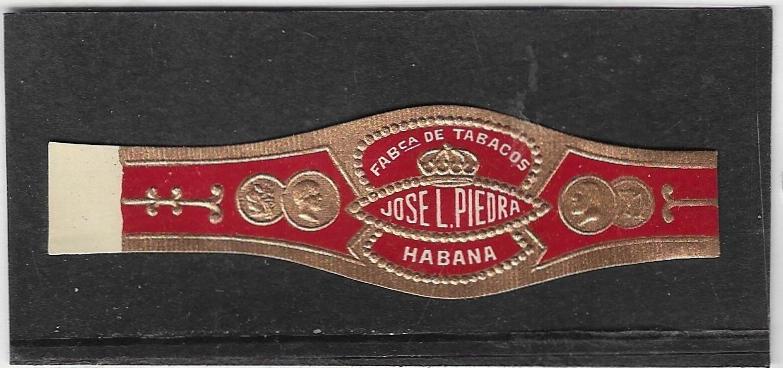 FABCA DE TABACOS
JOSE L. PIEDRA
HABANA